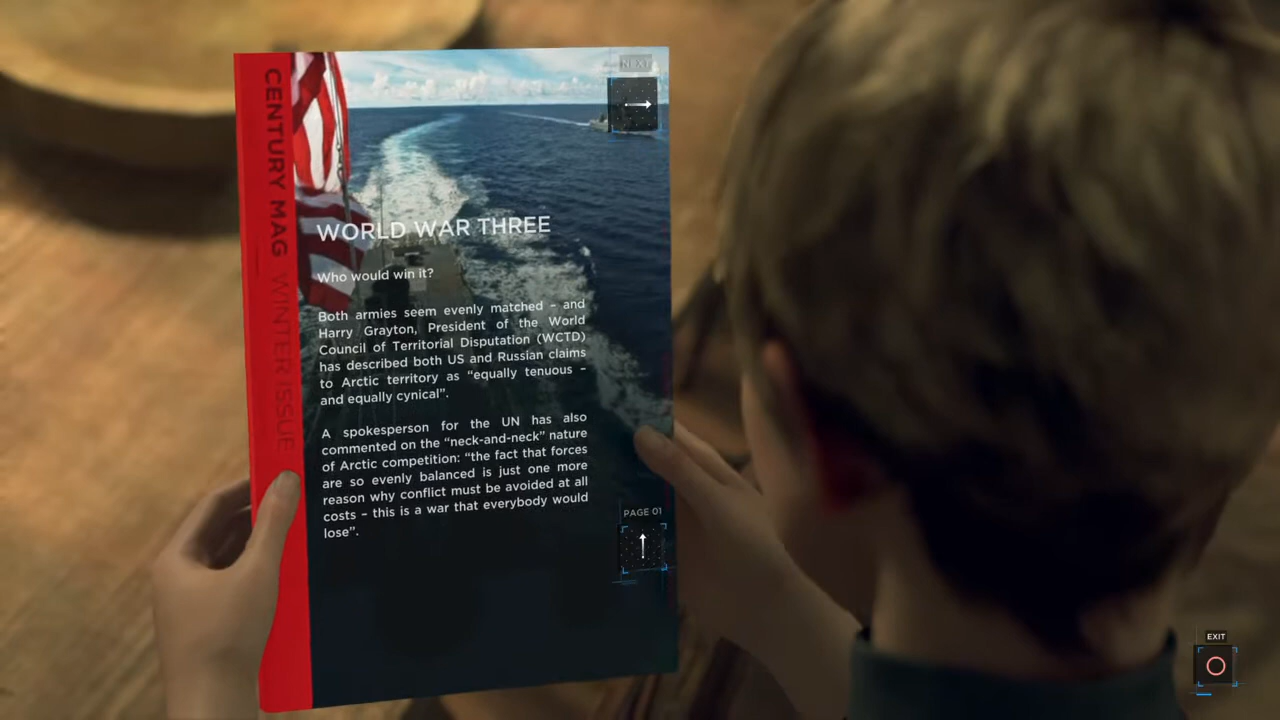 CENTURY MAG WINTER ISSUE
NEXT
WORLD WAR THREE
Who would win it?
Both armies seem evenly matched – and
Harry Grayton, President of the World
Council of Territorial Disputation (WCTD)
has described both US and Russian claims
to Arctic territory as “equally tenuous –
and equally cynical”.
A spokesperson for the UN has also
commented on the “neck-and-neck” nature
of Arctic competition: “the fact that forces
are so evenly balanced is just one more
reason why conflict must be avoided at all
costs – this is a war that everybody would
lose”.
PAGE 01
EXIT